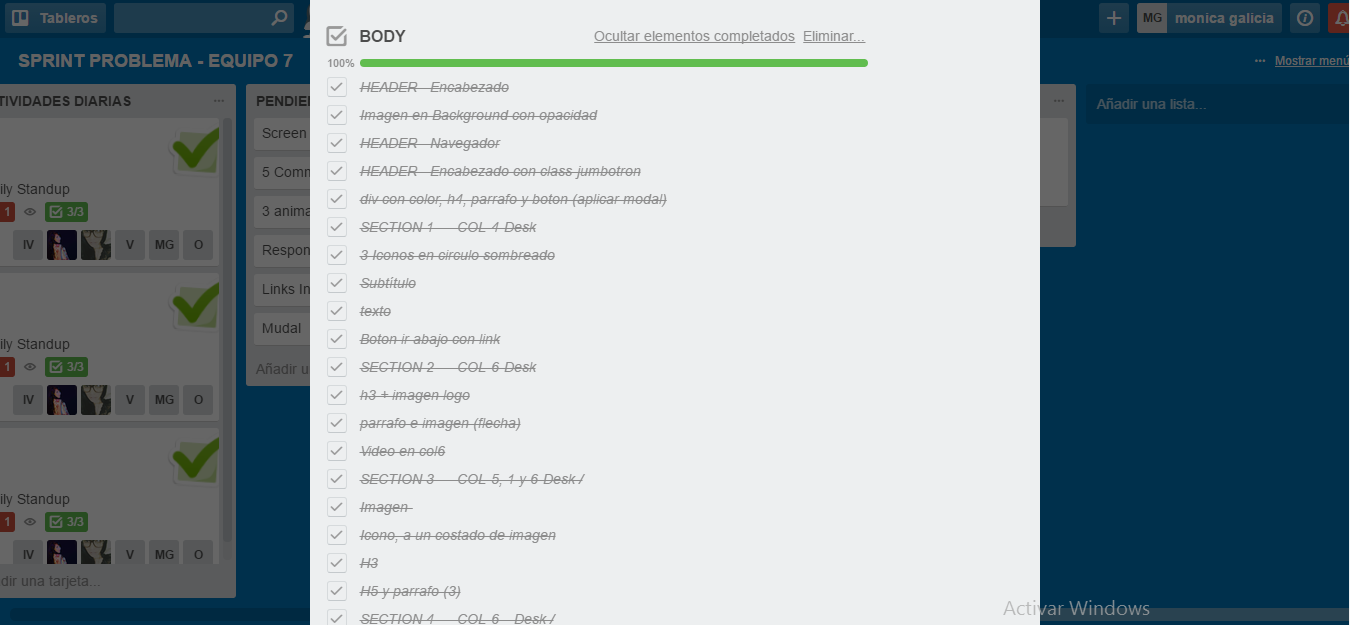 Tableros
MG monica galicia
SPRINT PROBLEMA - EQUIPO 7
... Mostrar menú
TIVIDADES DIARIAS ...
ily Standup
1 3/3
IV V MG O
ily Standup
1 3/3
IV V MG O
ily Standup
1 3/3
IV V MG O
dir una tarjeta...
PENDIE
Screen
5 Com
3 anima
Respon
Links In
Mudal
Añadir u
BODY
Ocultar elementos completados Eliminar...
100%
HEADER - Encabezado
Imagen en Background con opacidad
HEADER - Navegador
HEADER - Encabezado con class jumbotron
div con color, h4, parrafo y boton (aplicar modal)
SECTION 1 --- COL-4-Desk
3 Iconos en circulo sombreado
Subtítulo
texto
Boton ir abajo con link
SECTION 2 --- COL-6-Desk
h3 + imagen logo
parrafo e imagen (flecha)
Video en col6
SECTION 3 --- COL-5, 1 y 6-Desk /
Imagen
Icono, a un costado de imagen
H3
H5 y parrafo (3)
SECTION 4 --- COL-6 - Desk /
...
Añadir una lista...
Activar Windows